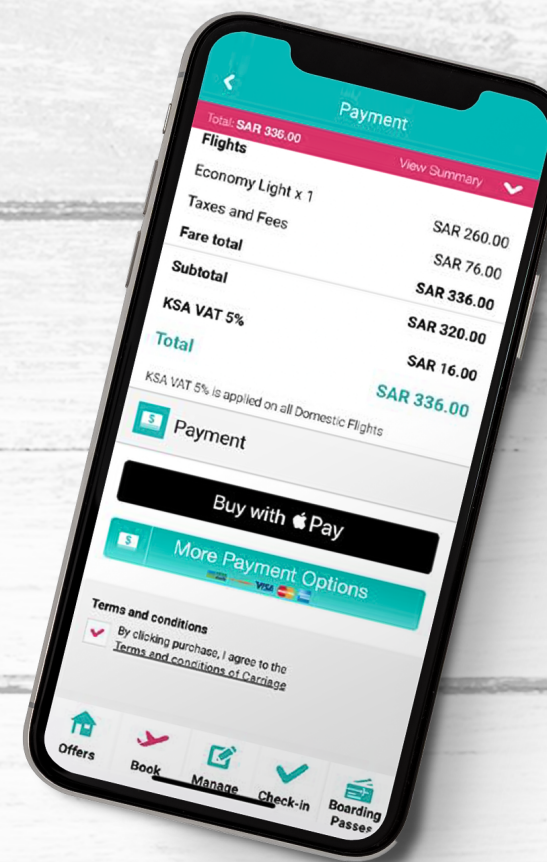 Payment
Total: SAR 336.00
View Summary
Flights
Economy Light x 1 SAR 260.00
Taxes and Fees SAR 76.00
Fare total SAR 336.00
Subtotal SAR 320.00
KSA VAT 5% SAR 16.00
Total SAR 336.00
KSA VAT 5% is applied on all Domestic Flights
$ Payment
Buy with Pay
$ More Payment Options
VISA
Terms and conditions
By clicking purchase, I agree to the
Terms and conditions of Carriage
Offers
Book
Manage
Check-in
Boarding
Passes